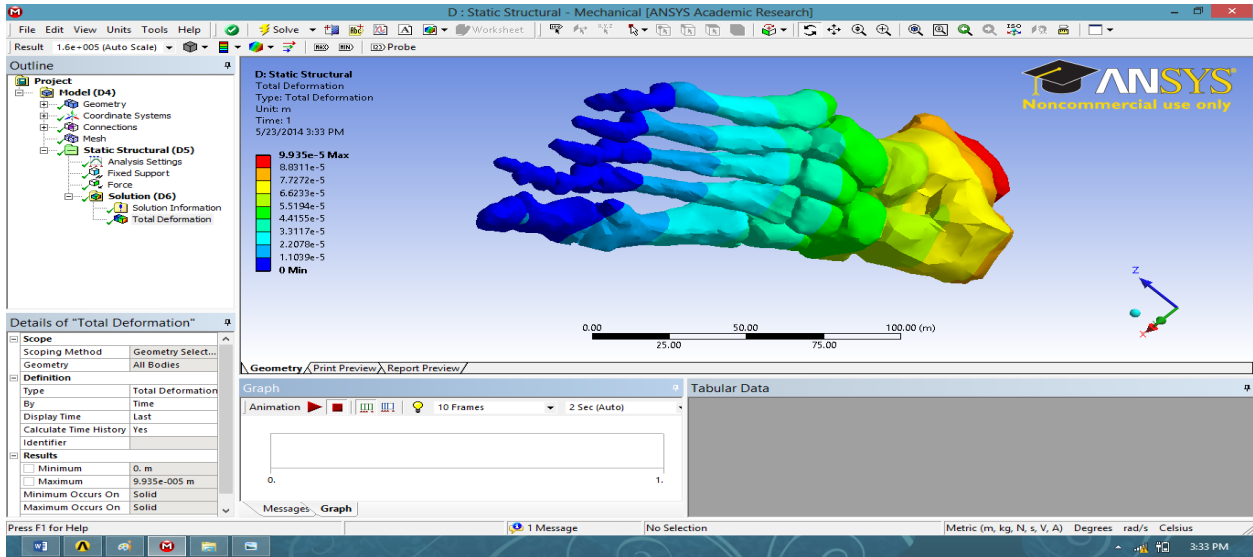 D : Static Structural - Mechanical [ANSYS Academic Research]
File Edit View Units Tools Help Solve Worksheet
Result 1.6e+005 (Auto Scale) Probe
Outline
Project
Model (D4)
Geometry
Coordinate Systems
Connections
Mesh
Static Structural (D5)
Analysis Settings
Fixed Support
Force
Solution (D6)
Solution Information
Total Deformation
D: Static Structural
Total Deformation
Type: Total Deformation
Unit: m
Time: 1
5/23/2014 3:33 PM
9.935e-5 Max
8.8311e-5
7.7272e-5
6.6233e-5
5.5194e-5
4.4155e-5
3.3117e-5
2.2078e-5
1.1039e-5
0 Min
ANSYS
Noncommercial use only
Z
X
0.00 50.00 100.00 (m)
25.00 75.00
Geometry Print Preview Report Preview
Details of "Total Deformation"
Scope
Scoping Method Geometry Select...
Geometry All Bodies
Definition
Type Total Deformation
By Time
Display Time Last
Calculate Time History Yes
Identifier
Results
Minimum 0. m
Maximum 9.935e-005 m
Minimum Occurs On Solid
Maximum Occurs On Solid
Graph
Animation 10 Frames 2 Sec (Auto)
0. 1.
Messages Graph
Tabular Data
Press F1 for Help 1 Message No Selection Metric (m, kg, N, s, V, A) Degrees rad/s Celsius
3:33 PM